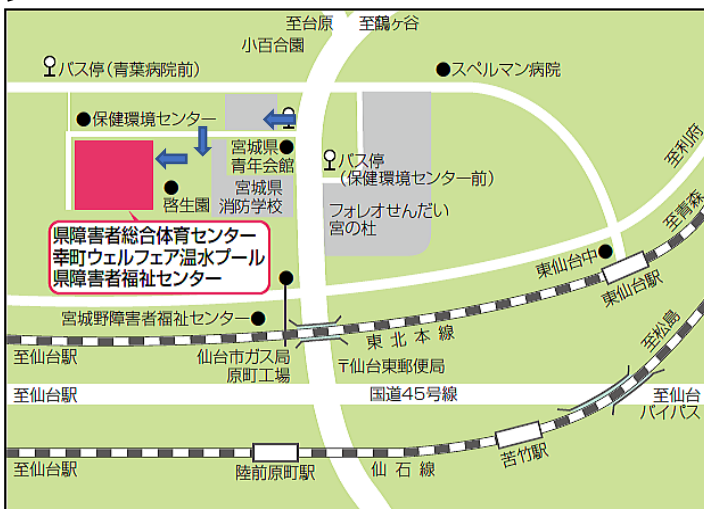 至台原
至鶴ヶ谷
小百合園
バス停(青葉病院前)
スペルマン病院
保健環境センター
宮城県
青年会館
バス停
(保健環境センター前)
至利府
啓生園
宮城県
消防学校
フォレオせんだい
宮の杜
至青森
県障害者総合体育センター
幸町ウェルフェア温水プール
県障害者福祉センター
東仙台中
東仙台駅
宮城野障害者福祉センター
東北本線
至松島
至仙台駅
仙台市ガス局
原町工場
〒仙台東郵便局
至仙台駅
国道45号線
至仙台
バイパス
至仙台駅
陸前原町駅
仙石線
苦竹駅